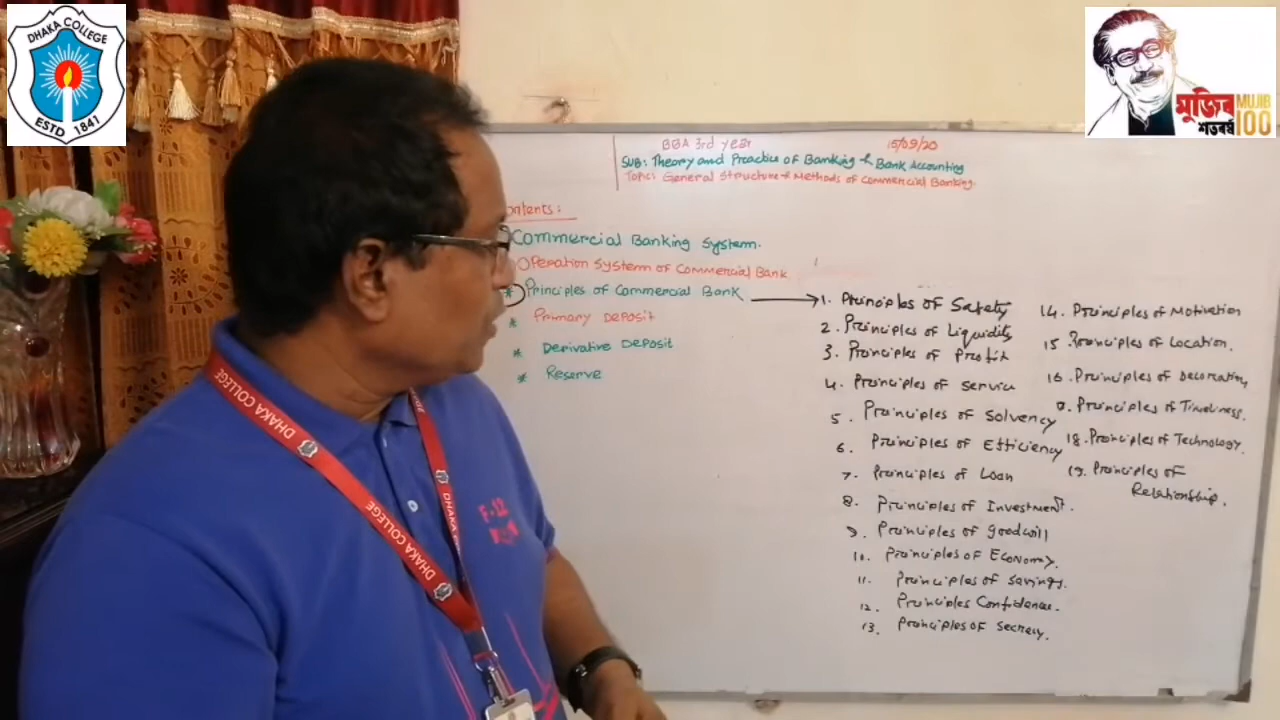 DHAKA COLLEGE
ESTD 1841
মুজিব
শতবর্ষ
MUJIB
100
BBA 3rd year
15/09/20
SUB: Theory and Practice of Banking & Bank Accounting
Topic: General Structure & Methods of Commercial Banking.
ontents:
Commercial Banking System.
Operation System of Commercial Bank
* Principles of Commercial Bank
* Primary Deposit
* Derivative Deposit
* Reserve
1. Principles of Safety
2. Principles of Liquidity
3. Principles of Profit
4. Principles of Service
5. Principles of Solvency
6. Principles of Efficiency
7. Principles of Loan
8. Principles of Investment.
9. Principles of Goodwill
10. Principles of Economy.
11. Principles of Savings.
12. Principles Confidence.
13. Principles of Secrecy.
14. Principles of Motivation
15 Principles of Location.
16. Principles of Decoration,
Principles of Timeliness.
18. Principles of Technology.
19. Principles of
Relationship.
DHAKA COLLEGE
DHAKA COLLEGE
DHAKA COLLEGE
F-12